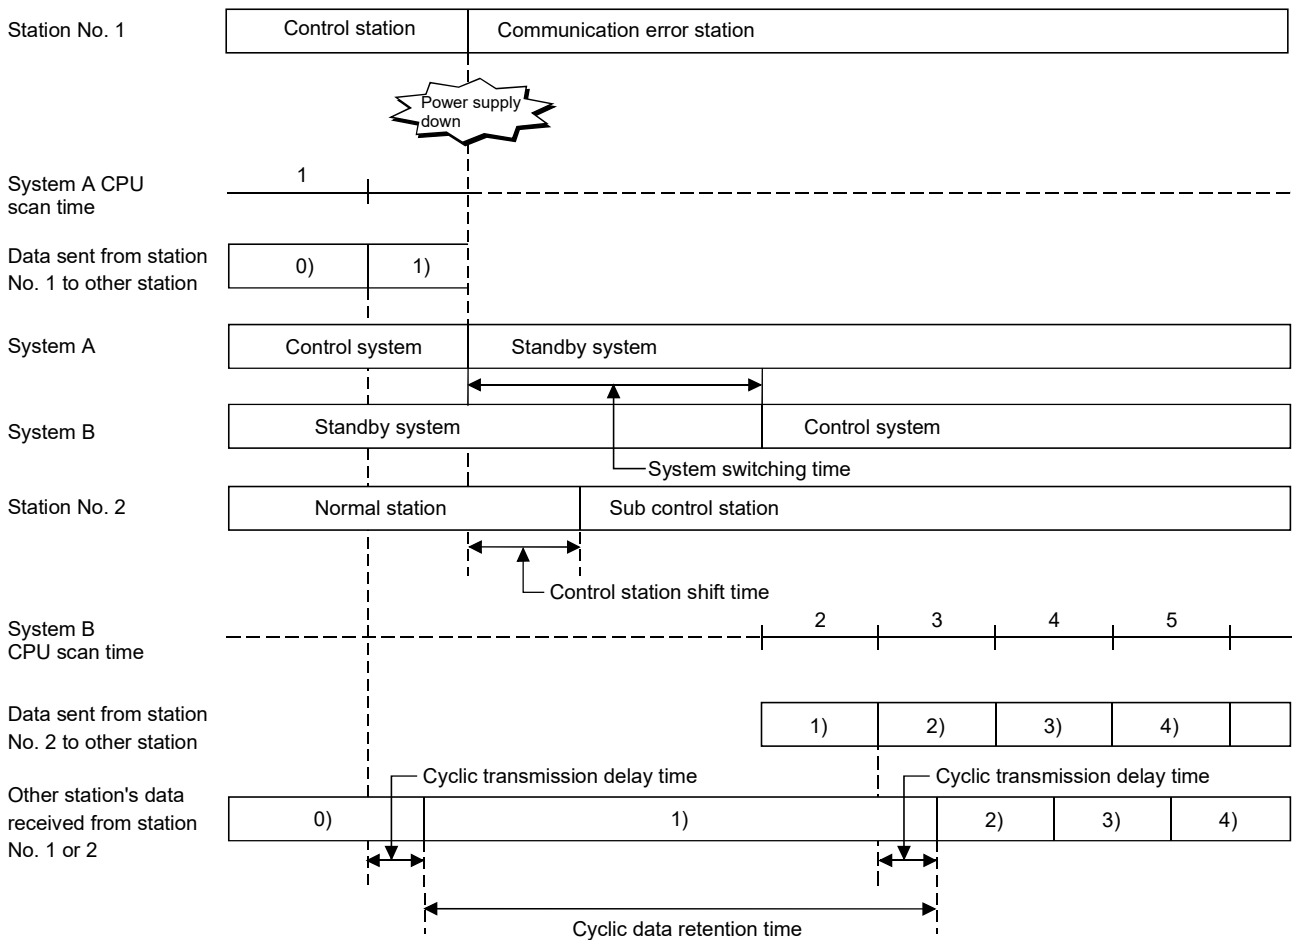 Station No. 1
Control station
Communication error station
Power supply
down
System A CPU
scan time
1
Data sent from station
No. 1 to other station
0)
1)
System A
Control system
Standby system
System B
Standby system
Control system
System switching time
Station No. 2
Normal station
Sub control station
Control station shift time
System B
CPU scan time
2
3
4
5
Data sent from station
No. 2 to other station
1)
2)
3)
4)
Cyclic transmission delay time
Cyclic transmission delay time
Other station's data
received from station
No. 1 or 2
0)
1)
2)
3)
4)
Cyclic data retention time